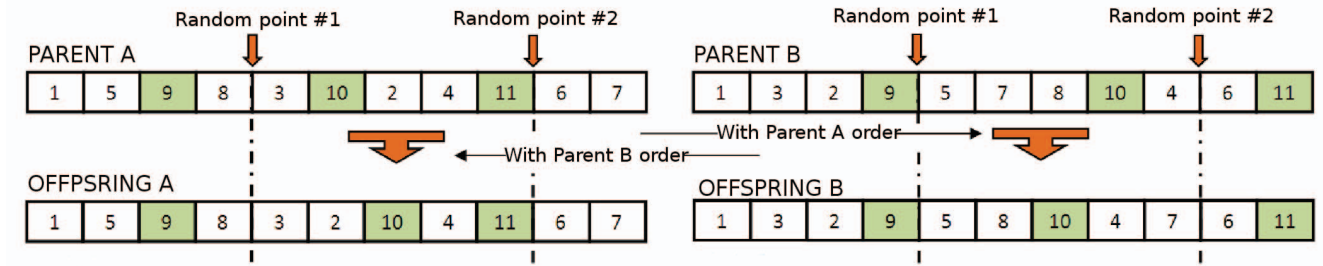 Random point #1 Random point #2 Random point #1 Random point #2
PARENT A PARENT B
1 5 9 8 3 10 2 4 11 6 7 1 3 2 9 5 7 8 10 4 6 11
With Parent A order
With Parent B order
OFFPSRING A OFFSPRING B
1 5 9 8 3 2 10 4 11 6 7 1 3 2 9 5 8 10 4 7 6 11